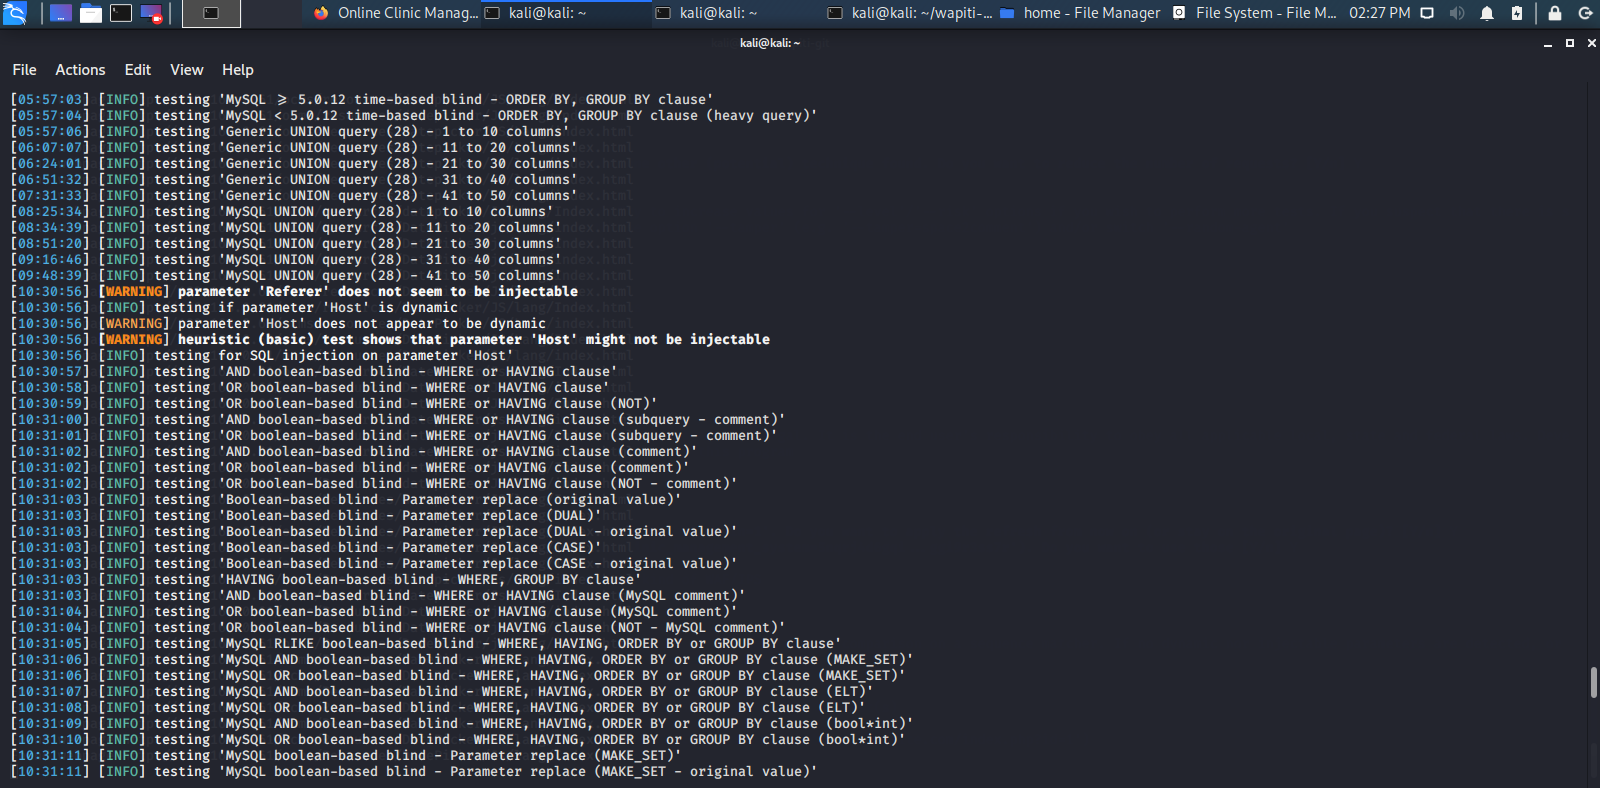 Online Clinic Manag...
kali@kali: ~
kali@kali: ~
kali@kali: ~/wapiti-...
home - File Manager
File System - File M...
02:27 PM
kali@kali: ~
File Actions Edit View Help
[05:57:03] [INFO] testing 'MySQL ⩾ 5.0.12 time-based blind - ORDER BY, GROUP BY clause'
[05:57:04] [INFO] testing 'MySQL < 5.0.12 time-based blind - ORDER BY, GROUP BY clause (heavy query)'
[05:57:06] [INFO] testing 'Generic UNION query (28) - 1 to 10 columns'
[06:07:07] [INFO] testing 'Generic UNION query (28) - 11 to 20 columns'
[06:24:01] [INFO] testing 'Generic UNION query (28) - 21 to 30 columns'
[06:51:32] [INFO] testing 'Generic UNION query (28) - 31 to 40 columns'
[07:31:33] [INFO] testing 'Generic UNION query (28) - 41 to 50 columns'
[08:25:34] [INFO] testing 'MySQL UNION query (28) - 1 to 10 columns'
[08:34:39] [INFO] testing 'MySQL UNION query (28) - 11 to 20 columns'
[08:51:20] [INFO] testing 'MySQL UNION query (28) - 21 to 30 columns'
[09:16:46] [INFO] testing 'MySQL UNION query (28) - 31 to 40 columns'
[09:48:39] [INFO] testing 'MySQL UNION query (28) - 41 to 50 columns'
[10:30:56] [WARNING] parameter 'Referer' does not seem to be injectable
[10:30:56] [INFO] testing if parameter 'Host' is dynamic
[10:30:56] [WARNING] parameter 'Host' does not appear to be dynamic
[10:30:56] [WARNING] heuristic (basic) test shows that parameter 'Host' might not be injectable
[10:30:56] [INFO] testing for SQL injection on parameter 'Host'
[10:30:57] [INFO] testing 'AND boolean-based blind - WHERE or HAVING clause'
[10:30:58] [INFO] testing 'OR boolean-based blind - WHERE or HAVING clause'
[10:30:59] [INFO] testing 'OR boolean-based blind - WHERE or HAVING clause (NOT)'
[10:31:00] [INFO] testing 'AND boolean-based blind - WHERE or HAVING clause (subquery - comment)'
[10:31:01] [INFO] testing 'OR boolean-based blind - WHERE or HAVING clause (subquery - comment)'
[10:31:02] [INFO] testing 'AND boolean-based blind - WHERE or HAVING clause (comment)'
[10:31:02] [INFO] testing 'OR boolean-based blind - WHERE or HAVING clause (comment)'
[10:31:02] [INFO] testing 'OR boolean-based blind - WHERE or HAVING clause (NOT - comment)'
[10:31:03] [INFO] testing 'Boolean-based blind - Parameter replace (original value)'
[10:31:03] [INFO] testing 'Boolean-based blind - Parameter replace (DUAL)'
[10:31:03] [INFO] testing 'Boolean-based blind - Parameter replace (DUAL - original value)'
[10:31:03] [INFO] testing 'Boolean-based blind - Parameter replace (CASE)'
[10:31:03] [INFO] testing 'Boolean-based blind - Parameter replace (CASE - original value)'
[10:31:03] [INFO] testing 'HAVING boolean-based blind - WHERE, GROUP BY clause'
[10:31:03] [INFO] testing 'AND boolean-based blind - WHERE or HAVING clause (MySQL comment)'
[10:31:04] [INFO] testing 'OR boolean-based blind - WHERE or HAVING clause (MySQL comment)'
[10:31:04] [INFO] testing 'OR boolean-based blind - WHERE or HAVING clause (NOT - MySQL comment)'
[10:31:05] [INFO] testing 'MySQL RLIKE boolean-based blind - WHERE, HAVING, ORDER BY or GROUP BY clause'
[10:31:06] [INFO] testing 'MySQL AND boolean-based blind - WHERE, HAVING, ORDER BY or GROUP BY clause (MAKE_SET)'
[10:31:06] [INFO] testing 'MySQL OR boolean-based blind - WHERE, HAVING, ORDER BY or GROUP BY clause (MAKE_SET)'
[10:31:07] [INFO] testing 'MySQL AND boolean-based blind - WHERE, HAVING, ORDER BY or GROUP BY clause (ELT)'
[10:31:08] [INFO] testing 'MySQL OR boolean-based blind - WHERE, HAVING, ORDER BY or GROUP BY clause (ELT)'
[10:31:09] [INFO] testing 'MySQL AND boolean-based blind - WHERE, HAVING, ORDER BY or GROUP BY clause (bool*int)'
[10:31:10] [INFO] testing 'MySQL OR boolean-based blind - WHERE, HAVING, ORDER BY or GROUP BY clause (bool*int)'
[10:31:11] [INFO] testing 'MySQL boolean-based blind - Parameter replace (MAKE_SET)'
[10:31:11] [INFO] testing 'MySQL boolean-based blind - Parameter replace (MAKE_SET - original value)'